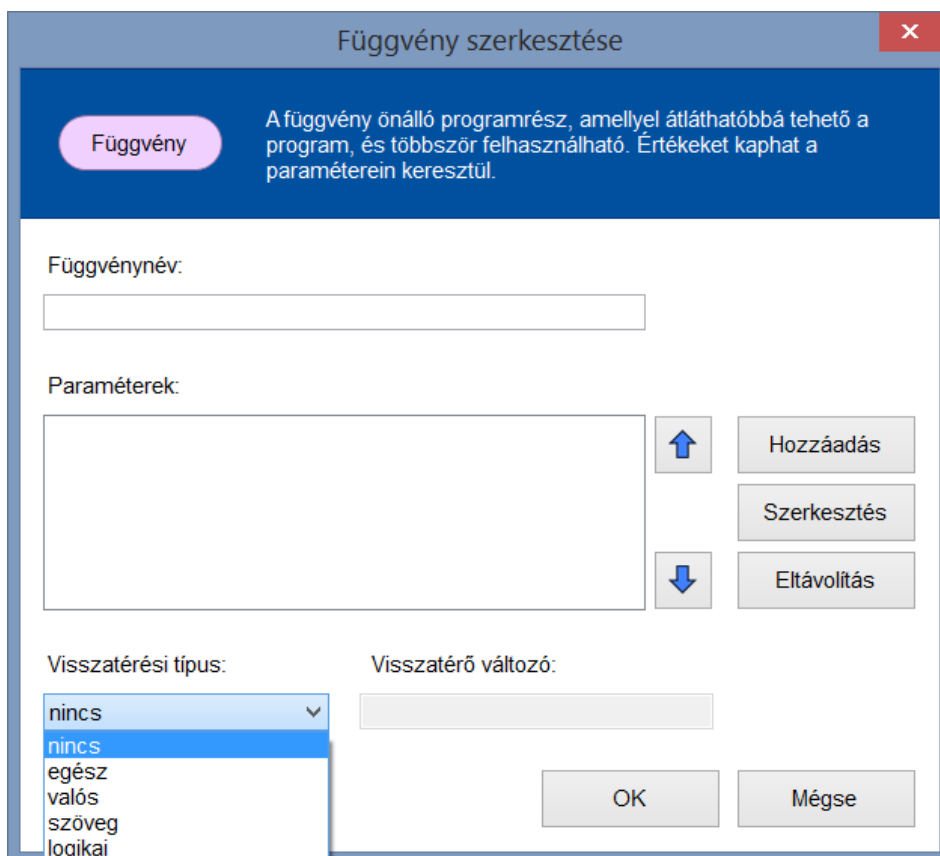 Függvény szerkesztése
Függvény
A függvény önálló programrész, amellyel átláthatóbbá tehető a
program, és többször felhasználható. Értékeket kaphat a
paraméterein keresztül.
Függvénynév:
Paraméterek:
Hozzáadás
Szerkesztés
Eltávolítás
Visszatérési típus:
Visszatérő változó:
nincs
nincs
egész
valós
szöveg
logikai
OK
Mégse